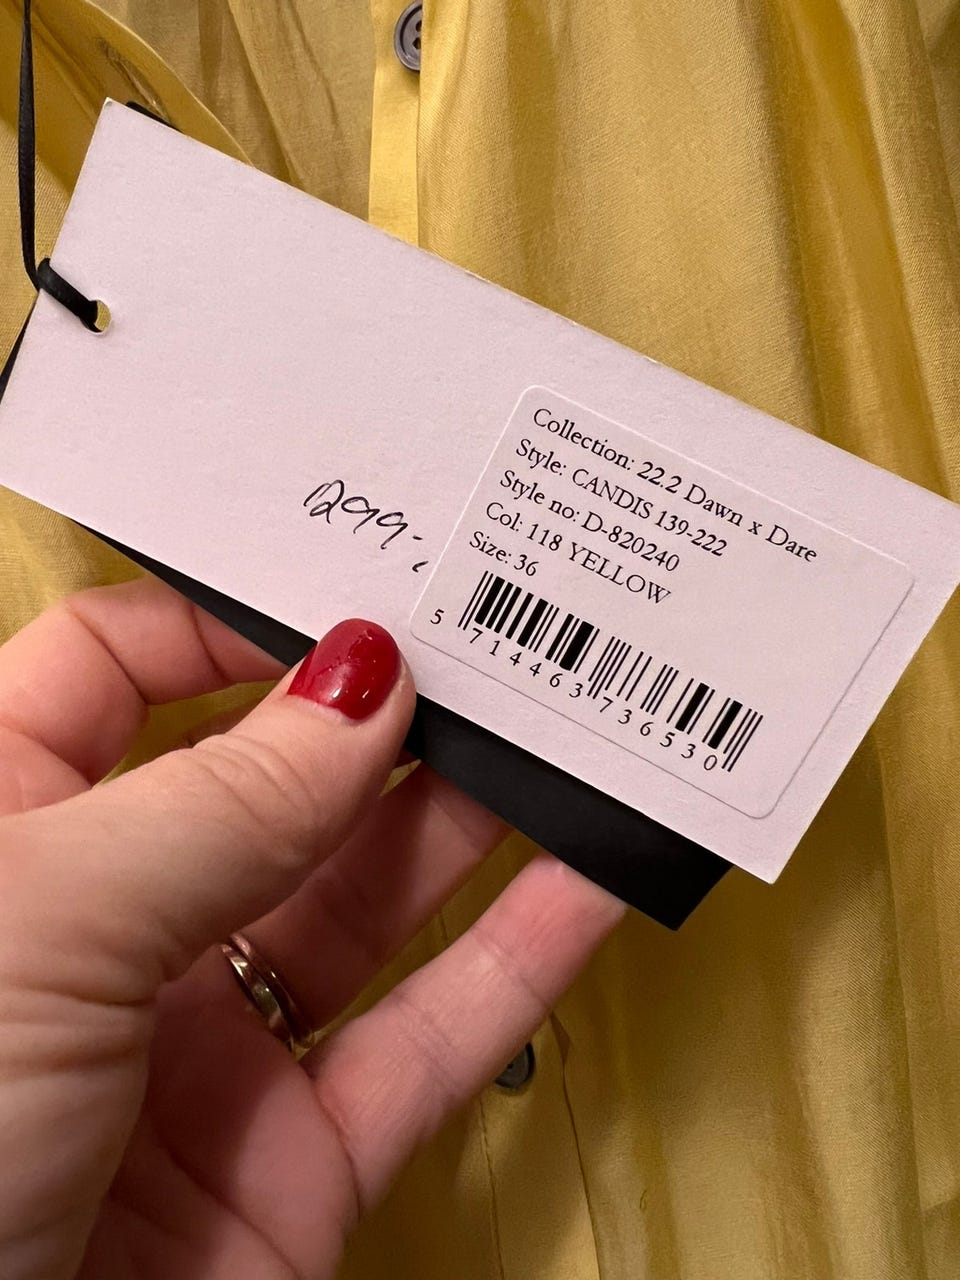 1299-,
Collection: 22.2 Dawn x Dare
Style: CANDIS 139-222
Style no: D-820240
Col: 118 YELLOW
Size: 36
5 714463 736530